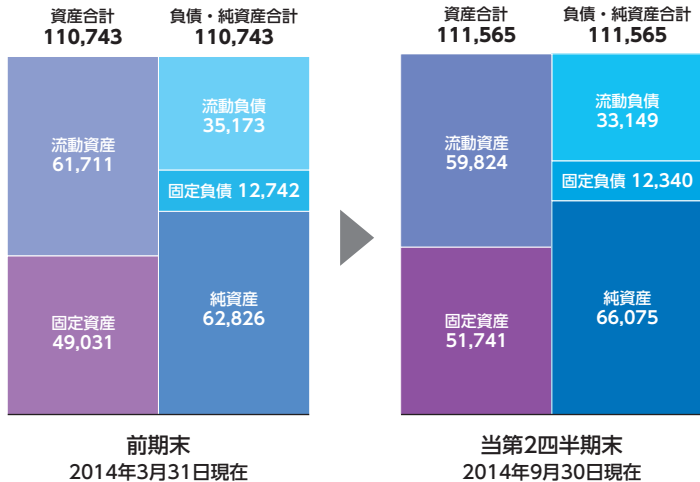 資産合計
110,743
負債・純資産合計
110,743
流動資産
61,711
流動負債
35,173
固定負債 12,742
固定資産
49,031
純資産
62,826
前期末
2014年3月31日現在
資産合計
111,565
負債・純資産合計
111,565
流動資産
59,824
流動負債
33,149
固定負債 12,340
固定資産
51,741
純資産
66,075
当第2四半期末
2014年9月30日現在